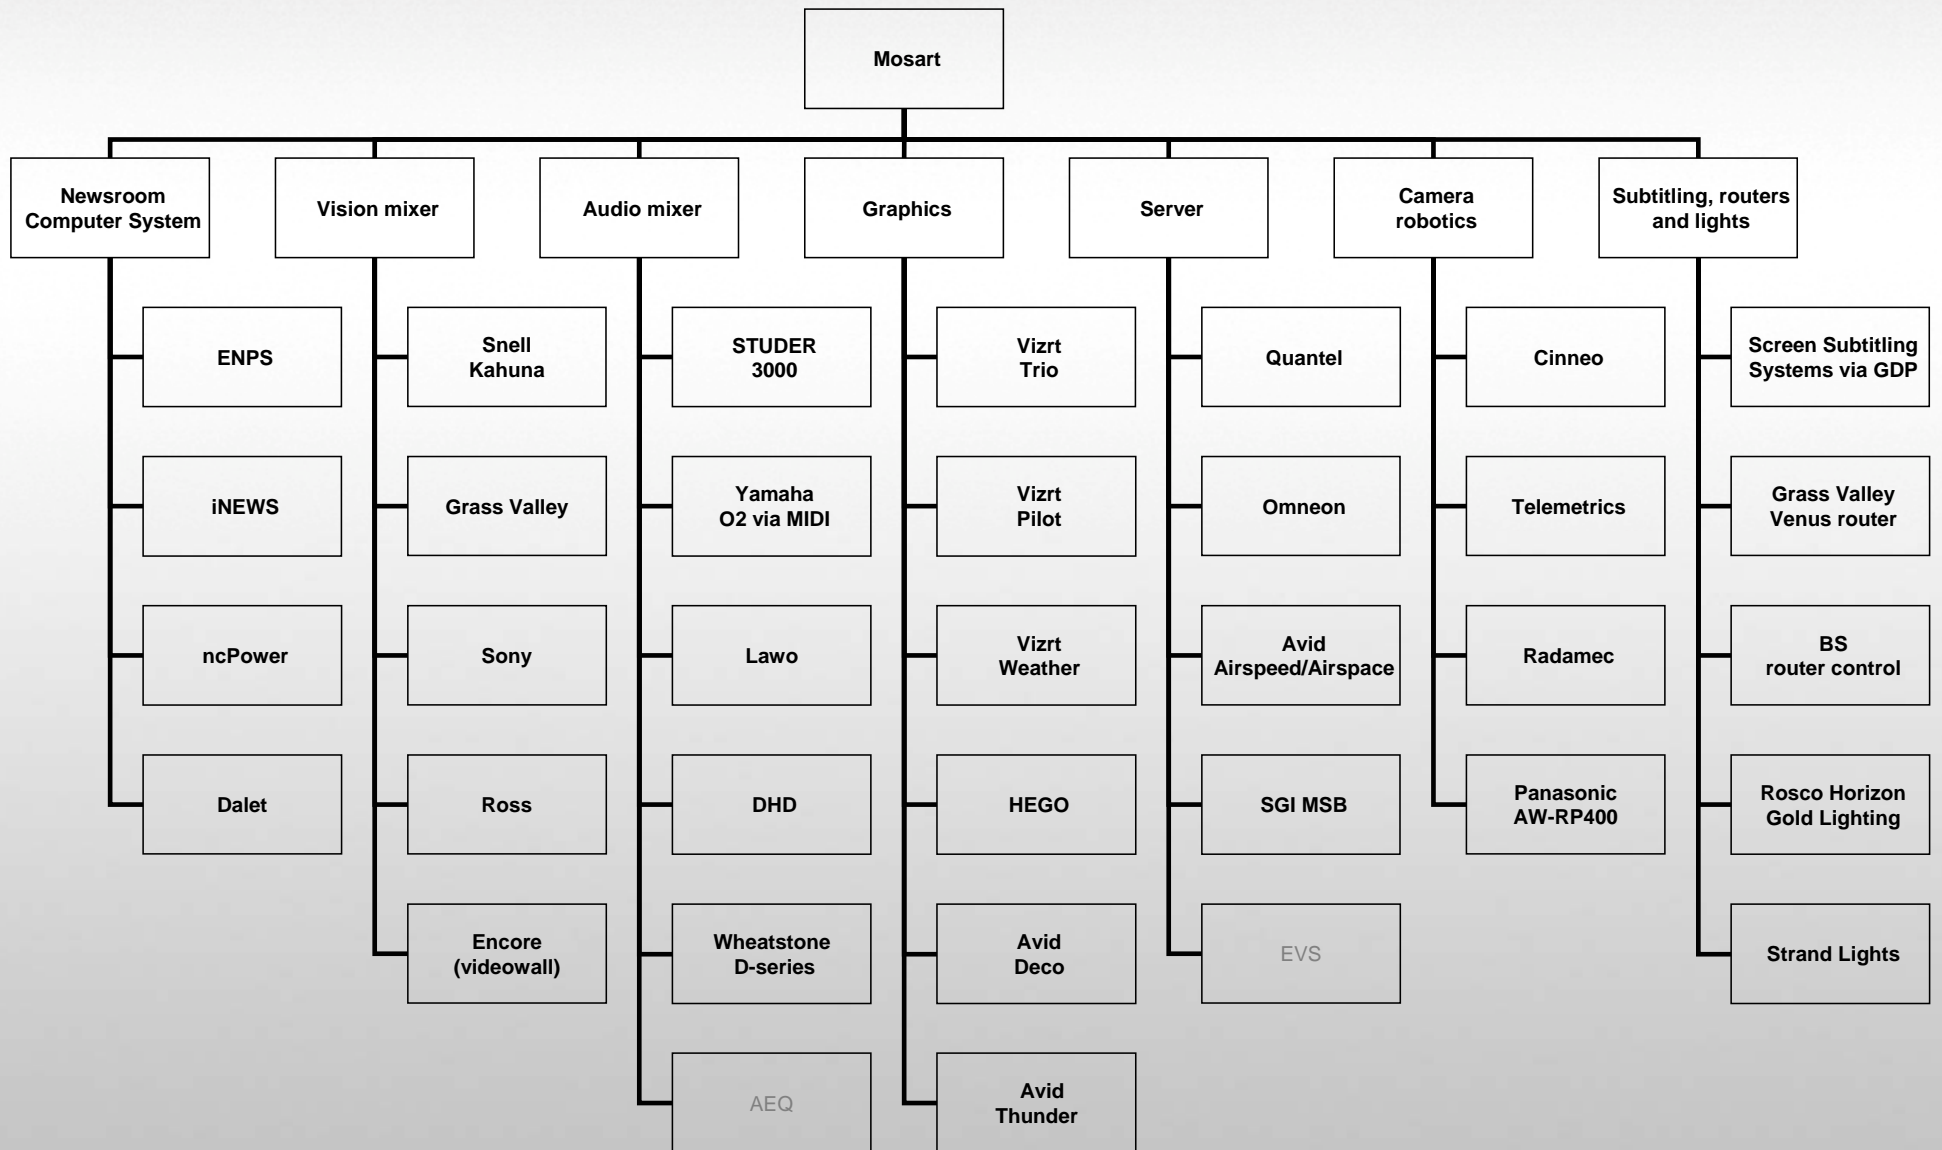 Mosart
Newsroom
Computer System
Vision mixer
Audio mixer
Graphics
Server
Camera
robotics
Subtitling, routers
and lights
ENPS
iNEWS
ncPower
Dalet
Snell
Kahuna
Grass Valley
Sony
Ross
Encore
(videowall)
STUDER
3000
Yamaha
O2 via MIDI
Lawo
DHD
Wheatstone
D-series
AEQ
Vizrt
Trio
Vizrt
Pilot
Vizrt
Weather
HEGO
Avid
Deco
Avid
Thunder
Quantel
Omneon
Avid
Airspeed/Airspace
SGI MSB
EVS
Cinneo
Telemetrics
Radamec
Panasonic
AW-RP400
Screen Subtitling
Systems via GDP
Grass Valley
Venus router
BS
router control
Rosco Horizon
Gold Lighting
Strand Lights